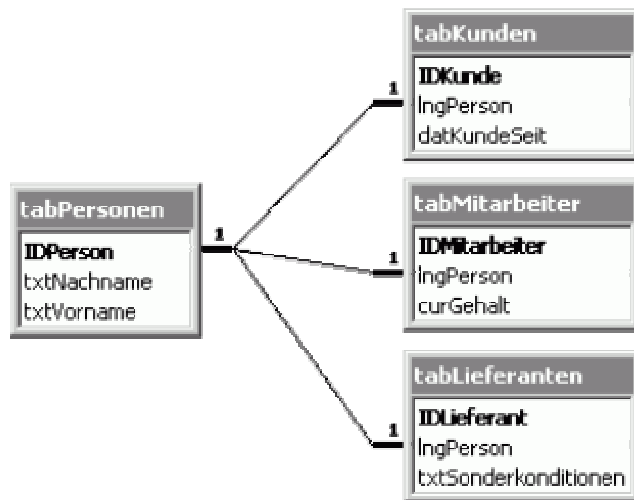 tabKunden
IDKunde
lngPerson
datKundeSeit
1
tabPersonen
IDPerson
txtNachname
txtVorname
1
tabMitarbeiter
IDMitarbeiter
lngPerson
curGehalt
1
tabLieferanten
IDLieferant
lngPerson
txtSonderkonditionen
1